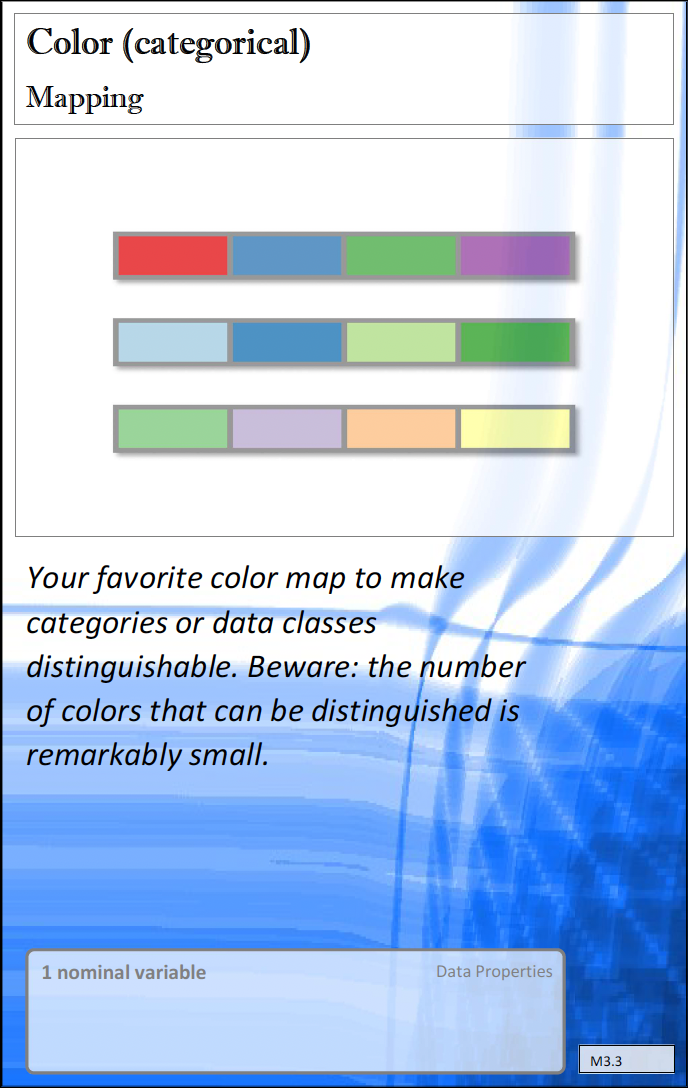 Color (categorical)
Mapping
Your favorite color map to make
categories or data classes
distinguishable. Beware: the number
of colors that can be distinguished is
remarkably small.
1 nominal variable
Data Properties
M3.3